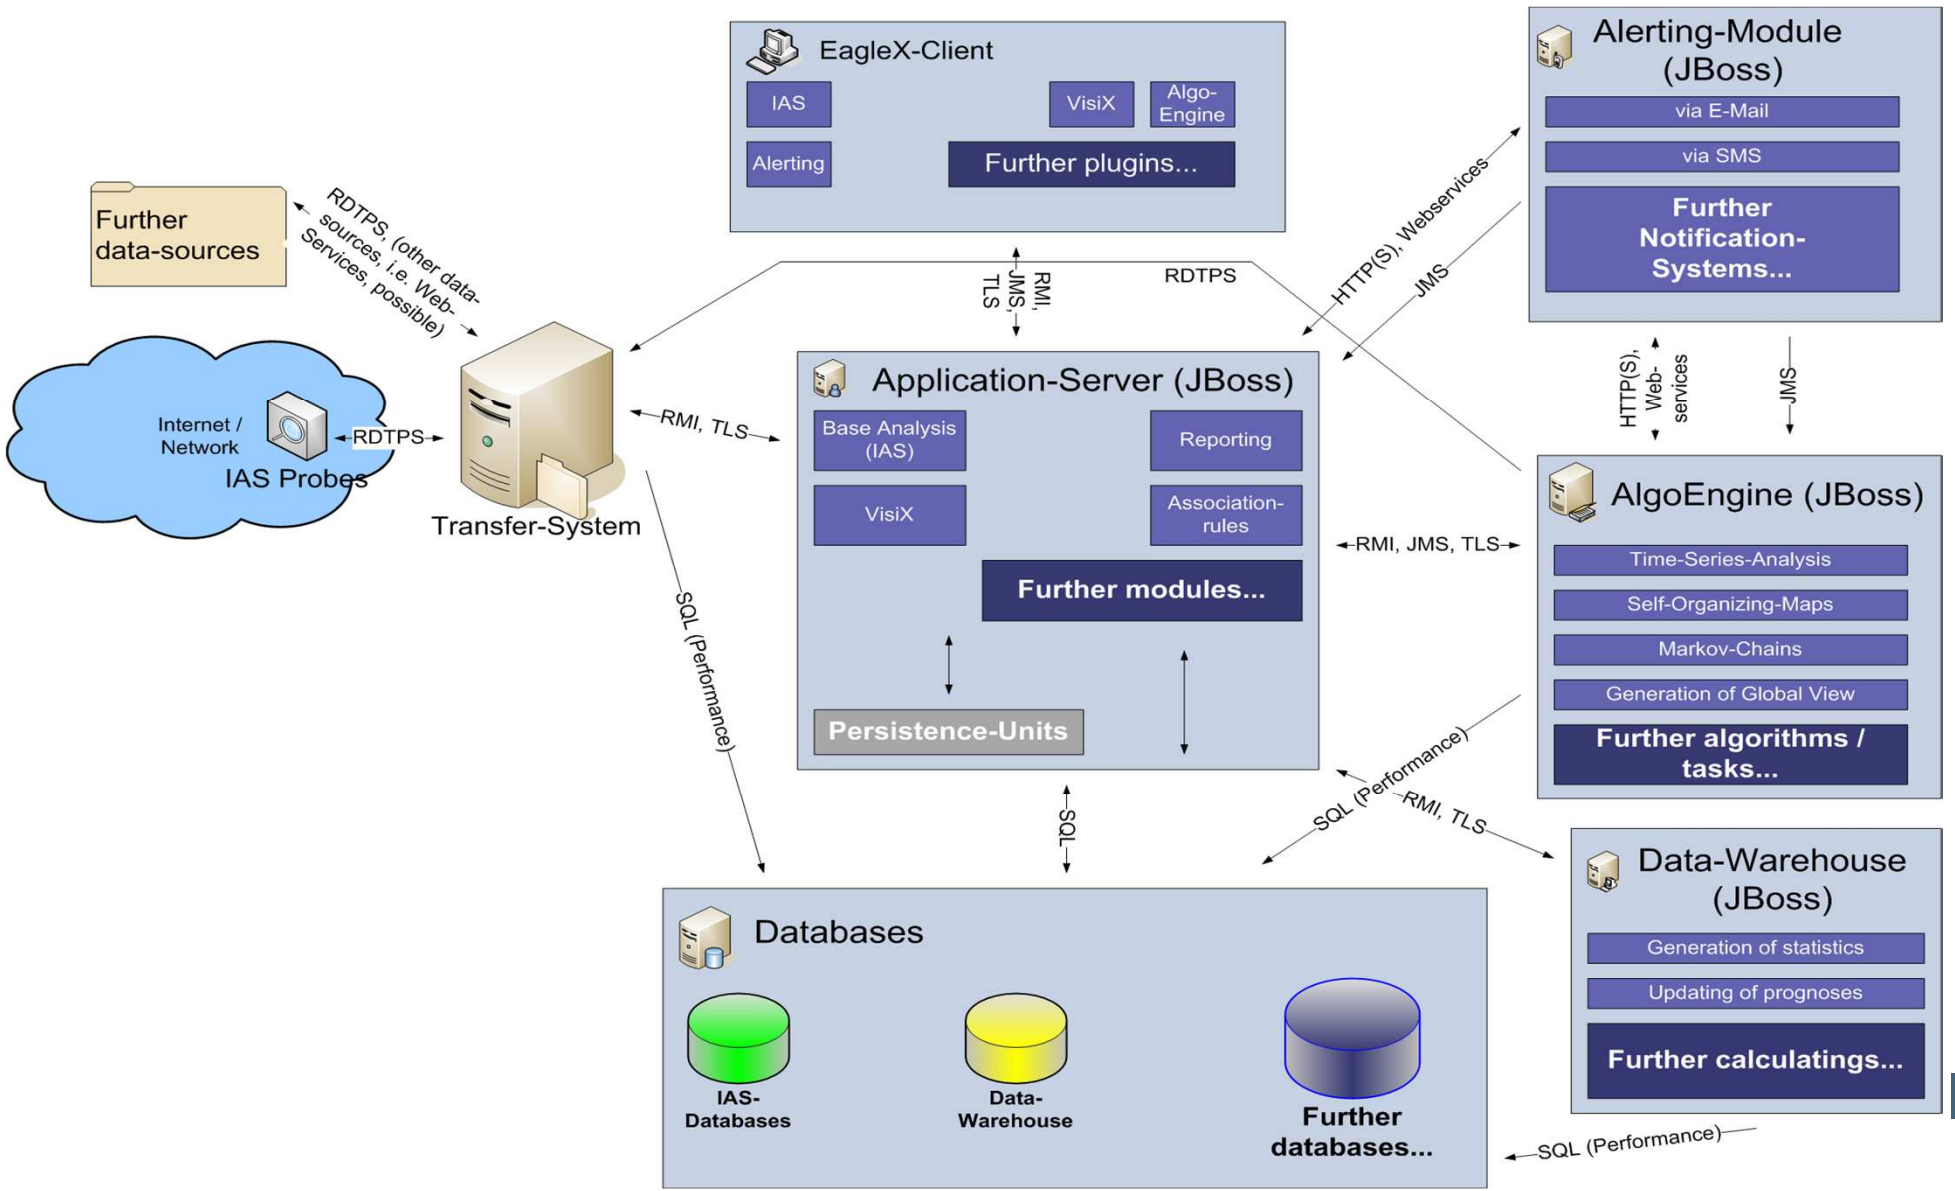 EagleX-Client
IAS
VisiX
Algo-
Engine
Alerting
Further plugins...
Alerting-Module
(JBoss)
via E-Mail
via SMS
Further
Notification-
Systems...
Further
data-sources
RDTPS, (other data-
sources, i.e. Web-
Services, possible)
RMI,
JMS,
TLS
RDTPS
HTTP(S), Webservices
JMS
HTTP(S),
Web-
services
JMS
Internet /
Network
IAS Probes
RDTPS
Transfer-System
RMI, TLS
Application-Server (JBoss)
Base Analysis
(IAS)
Reporting
VisiX
Association-
rules
Further modules...
Persistence-Units
RMI, JMS, TLS
AlgoEngine (JBoss)
Time-Series-Analysis
Self-Organizing-Maps
Markov-Chains
Generation of Global View
Further algorithms /
tasks...
SQL (Performance)
SQL
SQL (Performance)
RMI, TLS
Data-Warehouse
(JBoss)
Generation of statistics
Updating of prognoses
Further calculatings...
Databases
IAS-
Databases
Data-
Warehouse
Further
databases...
SQL (Performance)